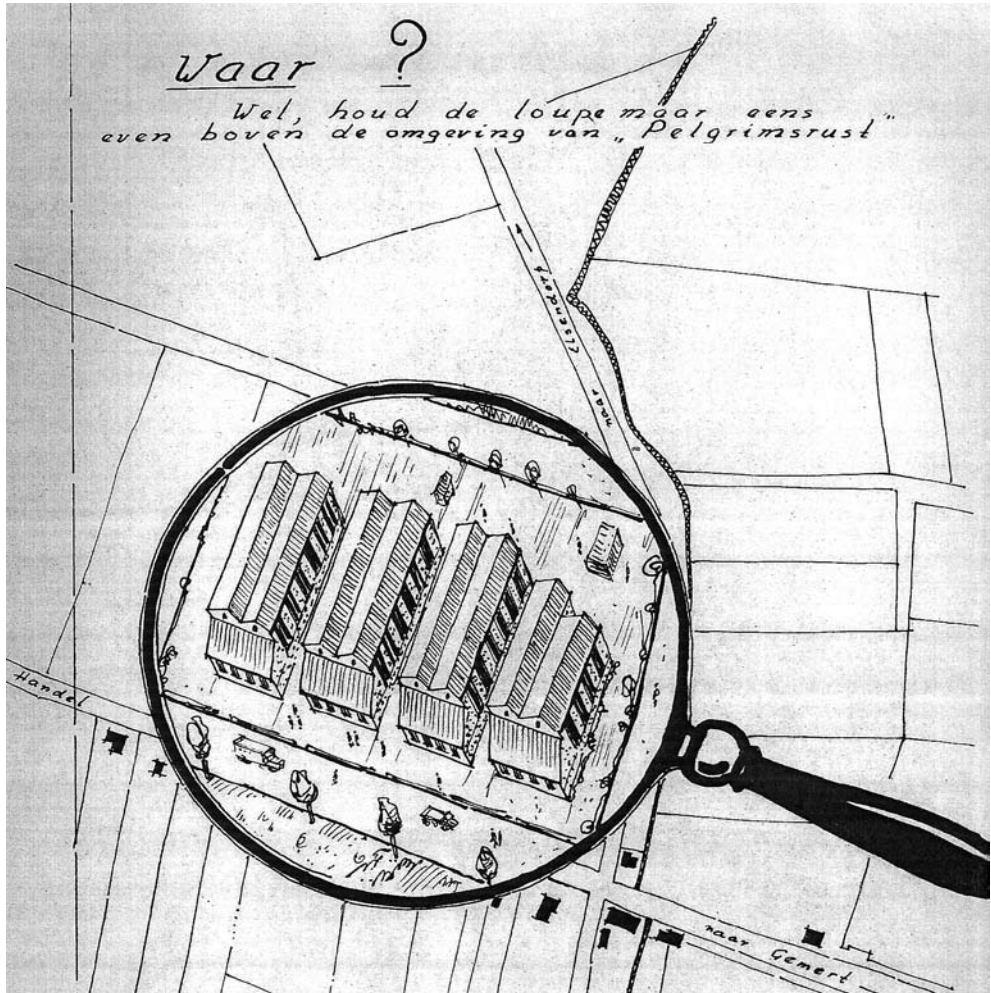 Waar ?
Wel, houd de loupe maar eens
even boven de omgeving van „Pelgrimsrust"
naar Elsendorp
Handel
naar Gemert